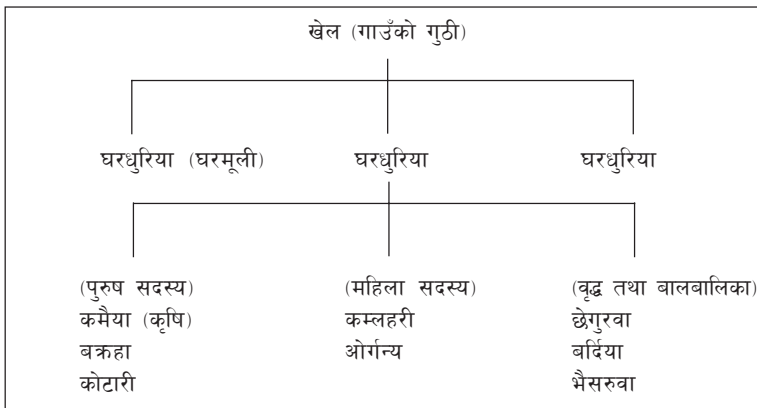 खेल (गाउँको गुठी)
घरधुरिया (घरमूली) घरधुरिया घरधुरिया
(पुरुष सदस्य) (महिला सदस्य) (वृद्ध तथा बालबालिका)
कमैया (कृषि) कम्लहरी छेगुरवा
बक्रहा ओर्गन्य बर्दिया
कोटारी भैसरुवा